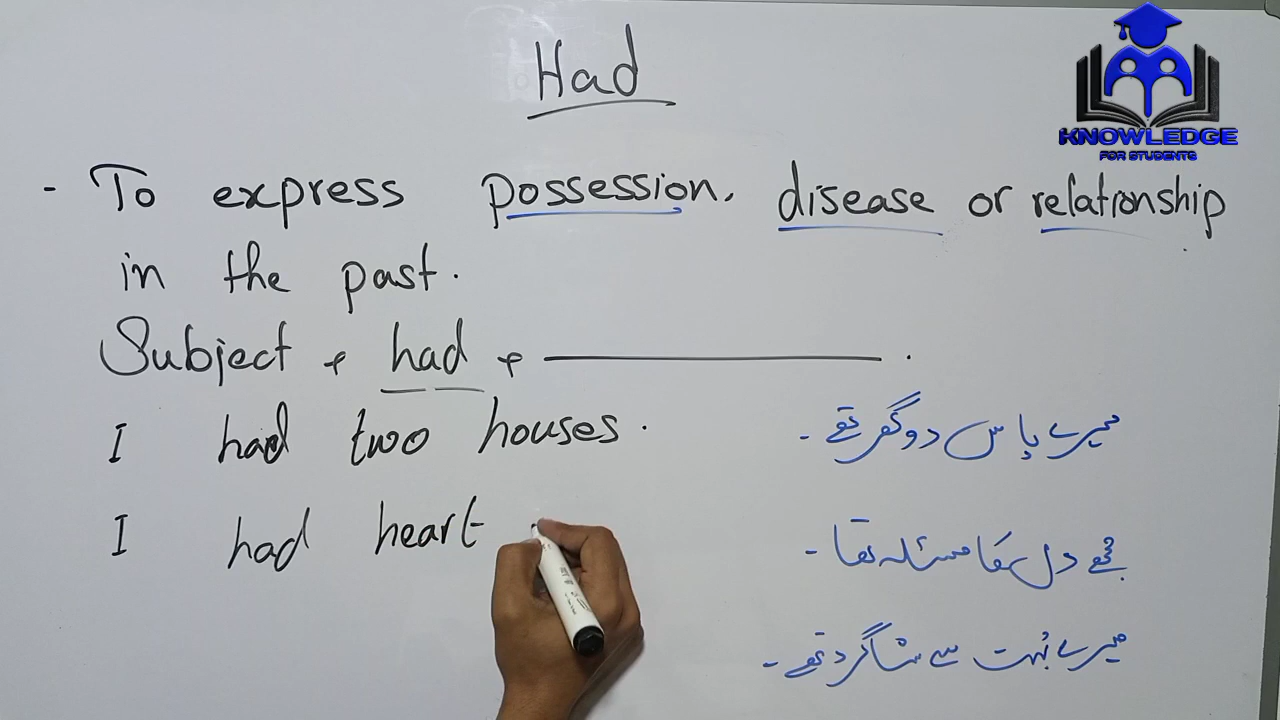 Had
KNOWLEDGE
FOR STUDENTS
- To express possession, disease or relationship
in the past.
Subject + had + ————— .
I had two houses.
میرے پاس دو گھر تھے۔
I had heart
مجھے دل کا مسئلہ تھا۔
میرے بہت سے شاگرد تھے۔